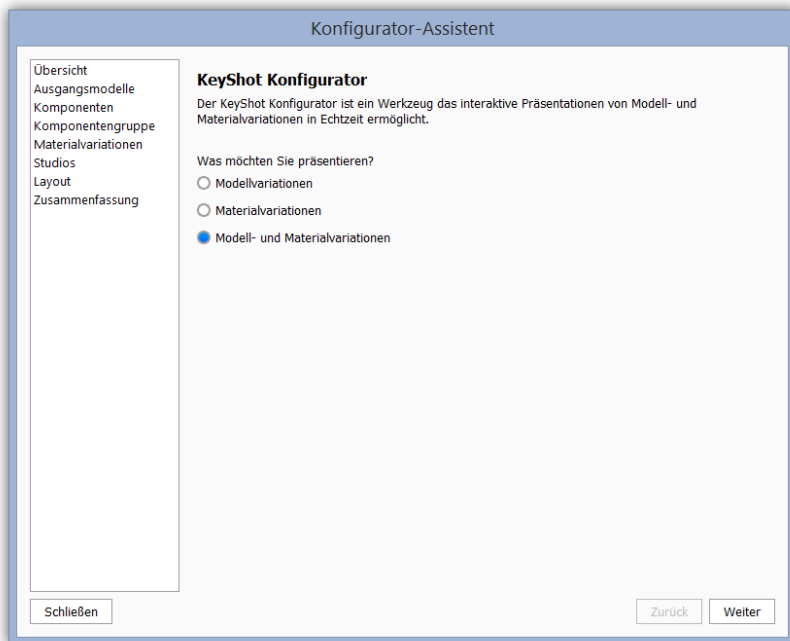 Konfigurator-Assistent
Übersicht
Ausgangsmodelle
Komponenten
Komponentengruppe
Materialvariationen
Studios
Layout
Zusammenfassung
KeyShot Konfigurator
Der KeyShot Konfigurator ist ein Werkzeug das interaktive Präsentationen von Modell- und
Materialvariationen in Echtzeit ermöglicht.
Was möchten Sie präsentieren?
Modellvariationen
Materialvariationen
Modell- und Materialvariationen
Schließen
Zurück
Weiter